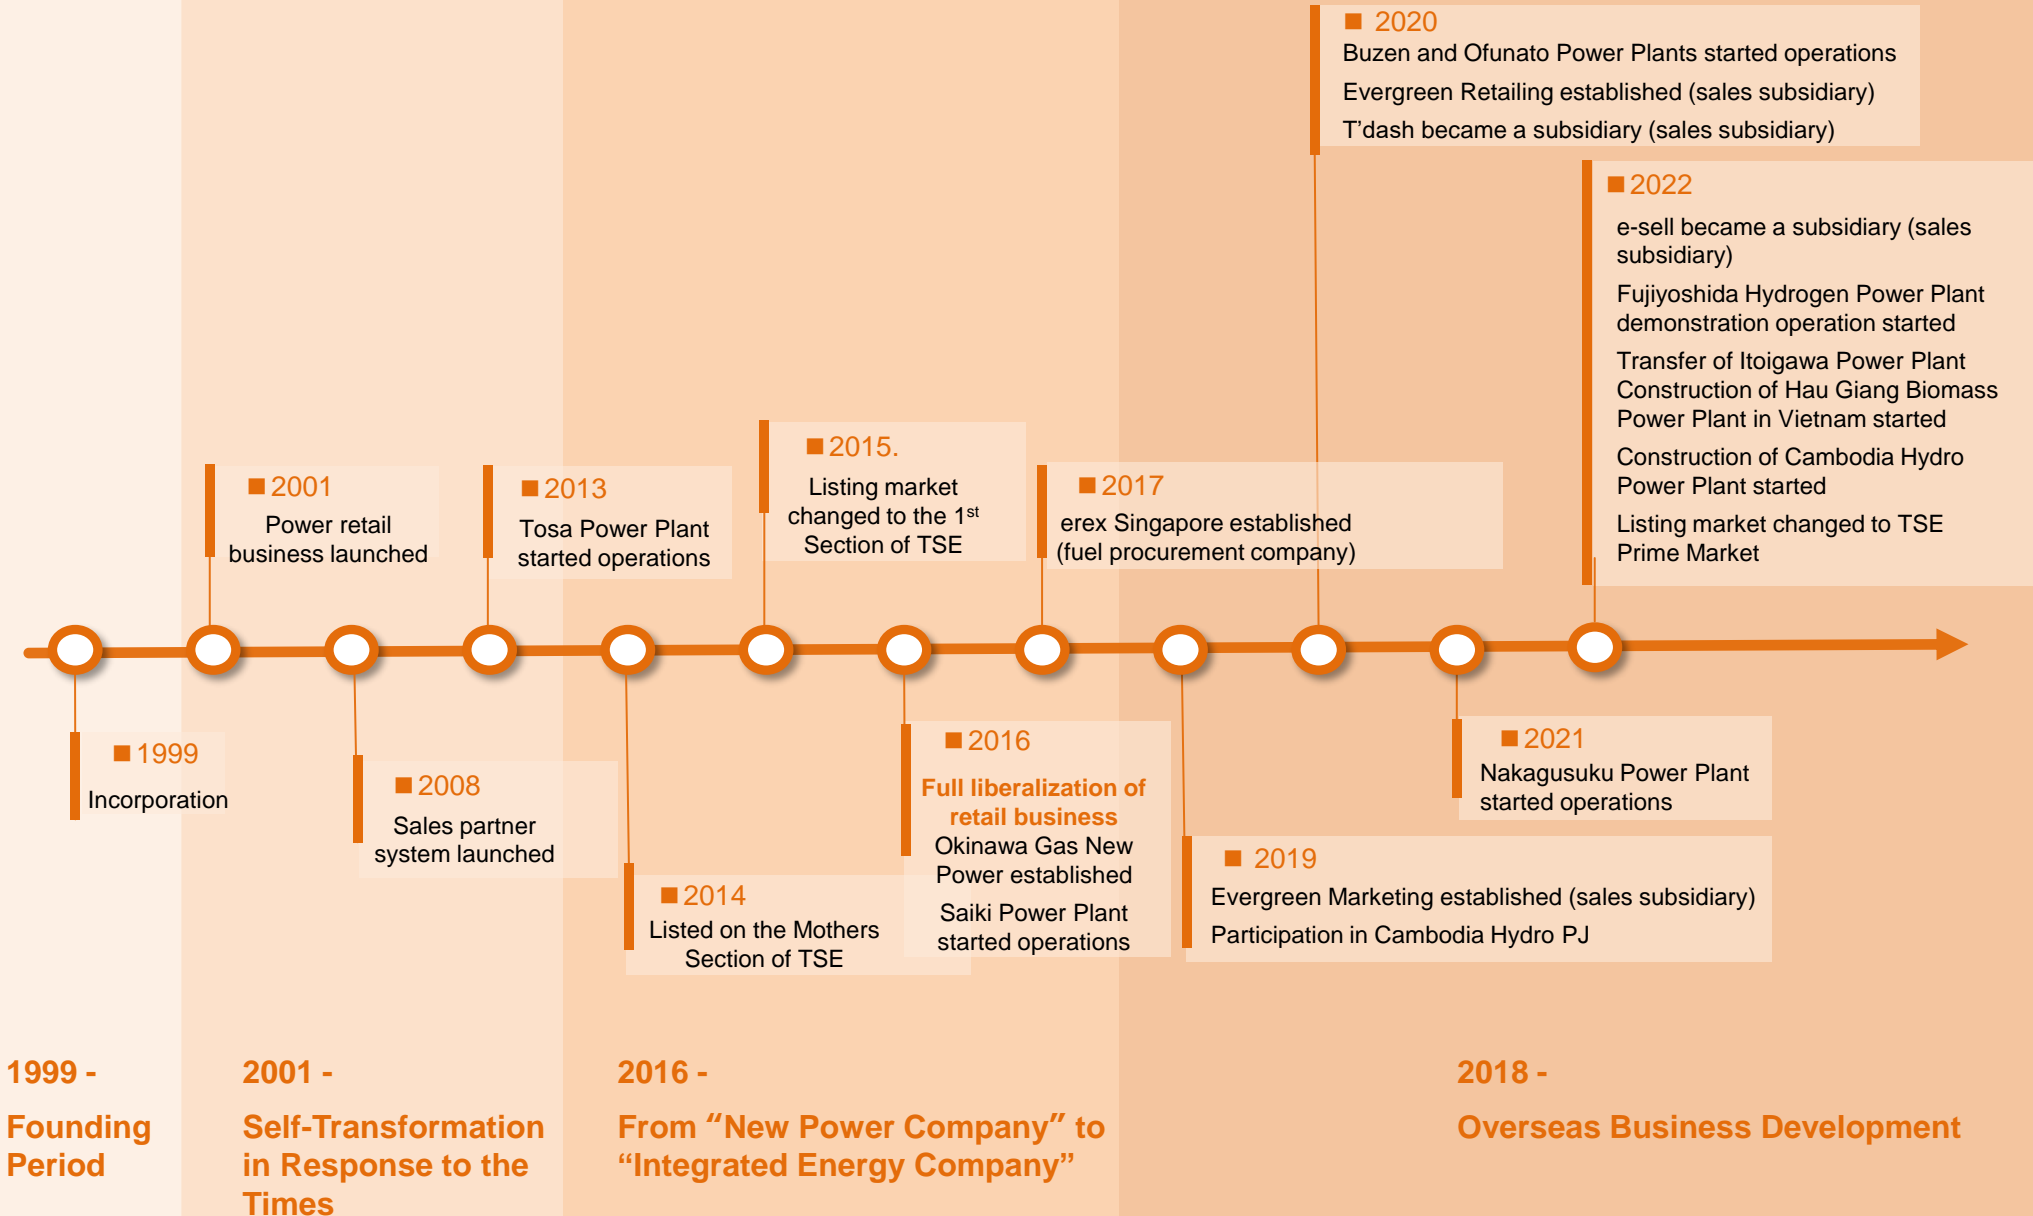 ■ 2020
Buzen and Ofunato Power Plants started operations
Evergreen Retailing established (sales subsidiary)
T’dash became a subsidiary (sales subsidiary)
■ 2022
e-sell became a subsidiary (sales
subsidiary)
Fujiyoshida Hydrogen Power Plant
demonstration operation started
Transfer of Itoigawa Power Plant
Construction of Hau Giang Biomass
Power Plant in Vietnam started
Construction of Cambodia Hydro
Power Plant started
Listing market changed to TSE
Prime Market
■ 2001
Power retail
business launched
■ 2013
Tosa Power Plant
started operations
■ 2015.
Listing market
changed to the 1st
Section of TSE
■ 2017
erex Singapore established
(fuel procurement company)
■ 1999
Incorporation
■ 2008
Sales partner
system launched
■ 2014
Listed on the Mothers
Section of TSE
■ 2016
Full liberalization of
retail business
Okinawa Gas New
Power established
Saiki Power Plant
started operations
■ 2019
Evergreen Marketing established (sales subsidiary)
Participation in Cambodia Hydro PJ
■ 2021
Nakagusuku Power Plant
started operations
1999 -
Founding
Period
2001 -
Self-Transformation
in Response to the
Times
2016 -
From “New Power Company” to
“Integrated Energy Company”
2018 -
Overseas Business Development